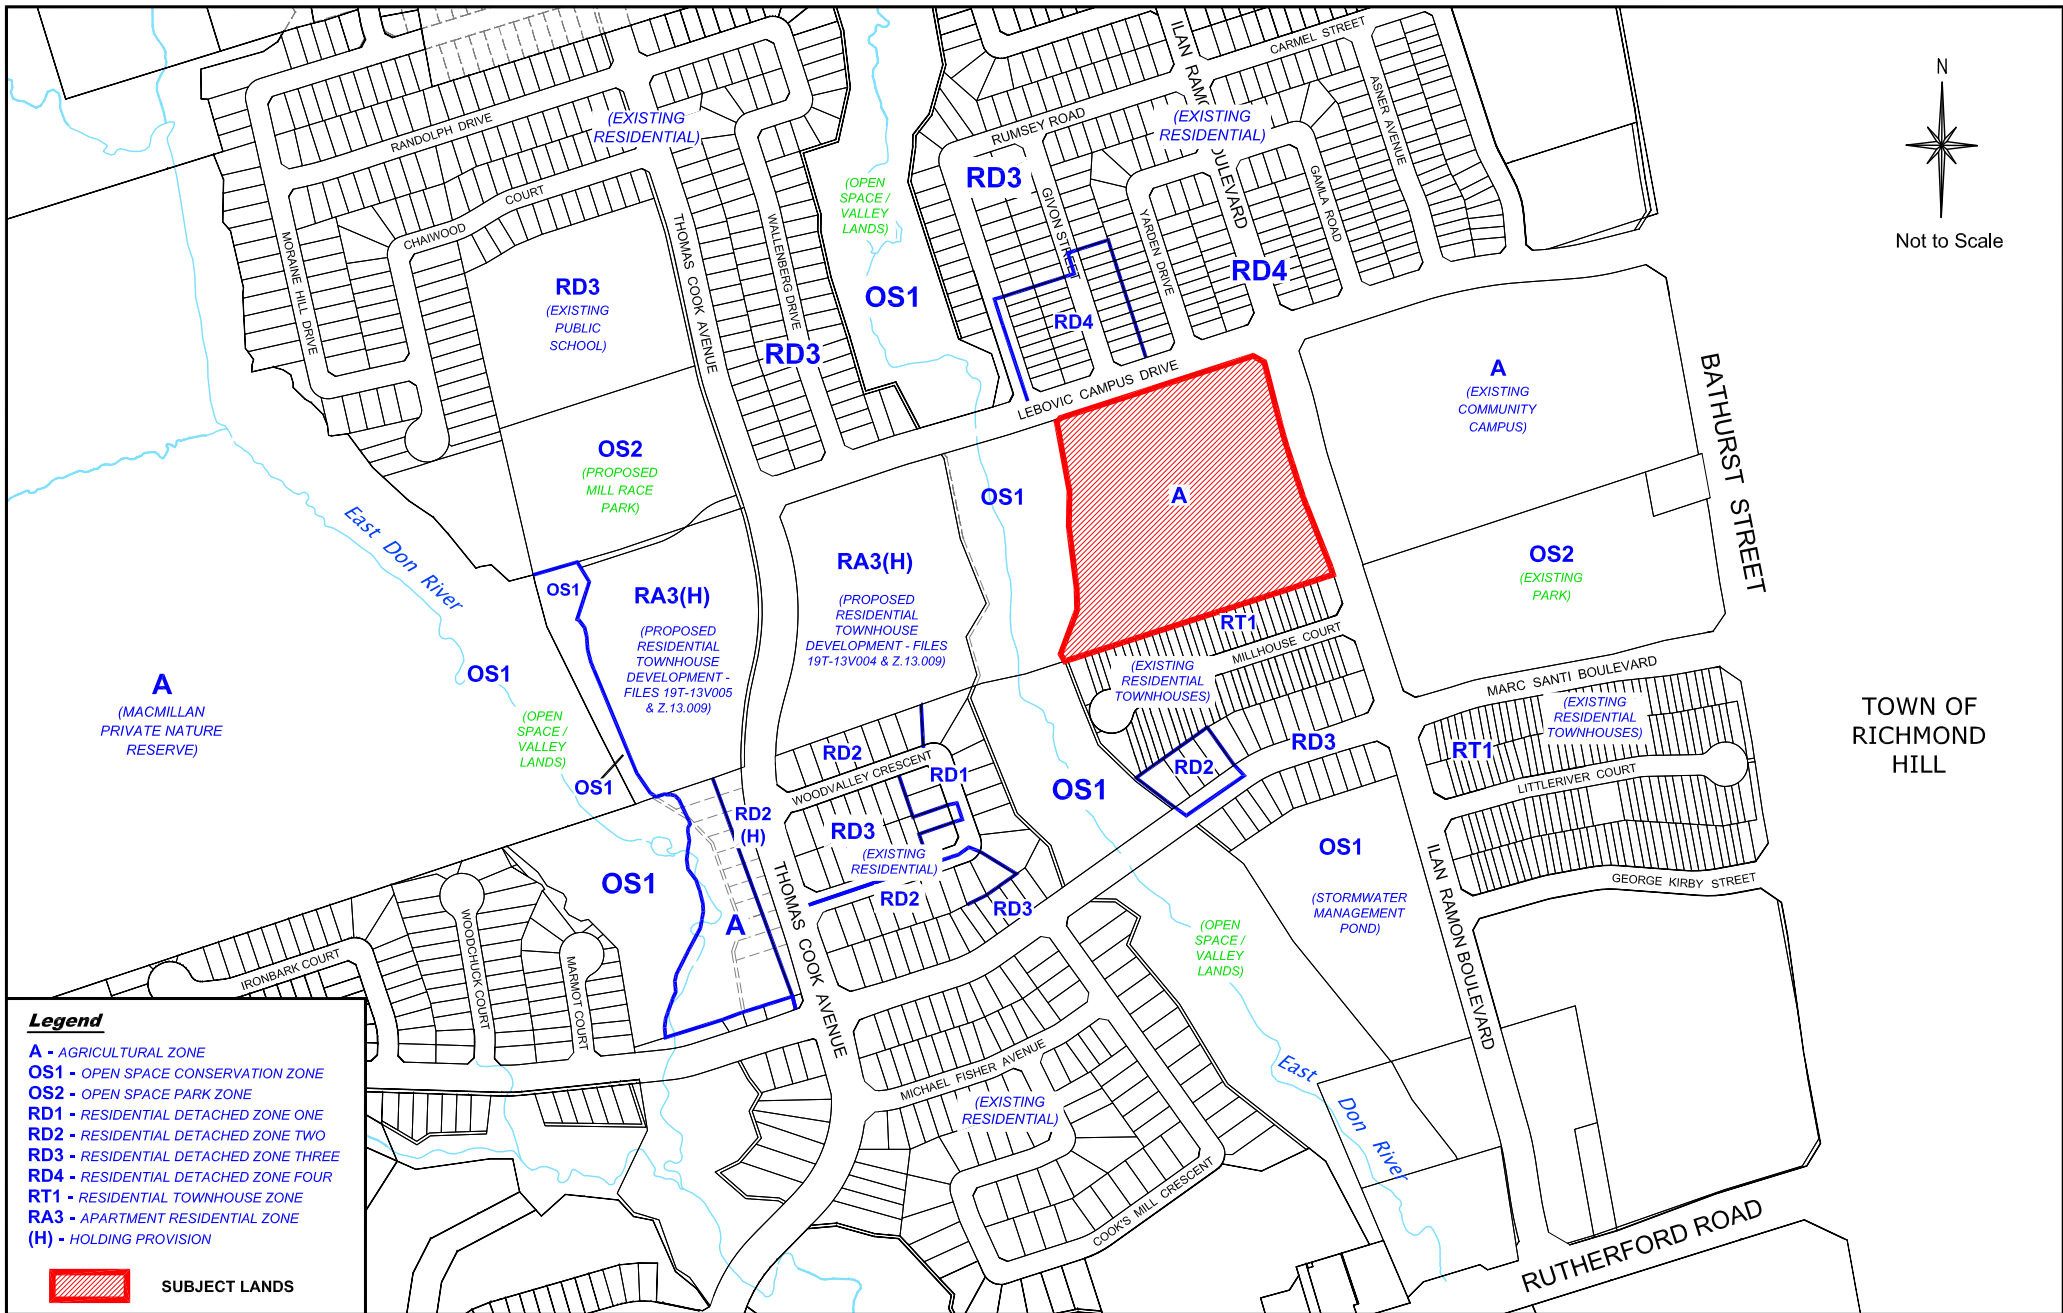 N
Not to Scale
ILAN RAMON BOULEVARD
CARMEL STREET
ASNER AVENUE
RANDOLPH DRIVE
(EXISTING
RESIDENTIAL)
RUMSEY ROAD
(EXISTING
RESIDENTIAL)
RD3
GIVON STREET
GAMLA ROAD
YARDEN DRIVE
(OPEN
SPACE /
VALLEY
LANDS)
COURT
CHAIWOOD
MORAINE HILL DRIVE
THOMAS COOK AVENUE
WALLENBERG DRIVE
RD3
(EXISTING
PUBLIC
SCHOOL)
OS1
RD4
RD4
RD3
LEBOVIC CAMPUS DRIVE
A
(EXISTING
COMMUNITY
CAMPUS)
BATHURST STREET
OS2
(PROPOSED
MILL RACE
PARK)
OS1
A
East Don River
RA3(H)
(PROPOSED
RESIDENTIAL
TOWNHOUSE
DEVELOPMENT - FILES
19T-13V004 & Z.13.009)
OS2
(EXISTING
PARK)
OS1
RA3(H)
(PROPOSED
RESIDENTIAL
TOWNHOUSE
DEVELOPMENT -
FILES 19T-13V005
& Z.13.009)
RT1
MILLHOUSE COURT
(EXISTING
RESIDENTIAL
TOWNHOUSES)
MARC SANTI BOULEVARD
A
(MACMILLAN
PRIVATE NATURE
RESERVE)
OS1
(OPEN
SPACE /
VALLEY
LANDS)
OS1
(EXISTING
RESIDENTIAL
TOWNHOUSES)
RT1
LITTLERIVER COURT
TOWN OF
RICHMOND
HILL
RD2
WOODVALLEY CRESCENT
RD1
RD3
RD2
OS1
RD2
(H)
RD3
(EXISTING
RESIDENTIAL)
RD2
RD3
OS1
(STORMWATER
MANAGEMENT
POND)
GEORGE KIRBY STREET
ILAN RAMON BOULEVARD
OS1
A
THOMAS COOK AVENUE
(OPEN
SPACE /
VALLEY
LANDS)
IRONBARK COURT
WOODCHUCK COURT
MARMOT COURT
MICHAEL FISHER AVENUE
(EXISTING
RESIDENTIAL)
COOK'S MILL CRESCENT
East Don River
RUTHERFORD ROAD
Legend
A - AGRICULTURAL ZONE
OS1 - OPEN SPACE CONSERVATION ZONE
OS2 - OPEN SPACE PARK ZONE
RD1 - RESIDENTIAL DETACHED ZONE ONE
RD2 - RESIDENTIAL DETACHED ZONE TWO
RD3 - RESIDENTIAL DETACHED ZONE THREE
RD4 - RESIDENTIAL DETACHED ZONE FOUR
RT1 - RESIDENTIAL TOWNHOUSE ZONE
RA3 - APARTMENT RESIDENTIAL ZONE
(H) - HOLDING PROVISION
SUBJECT LANDS